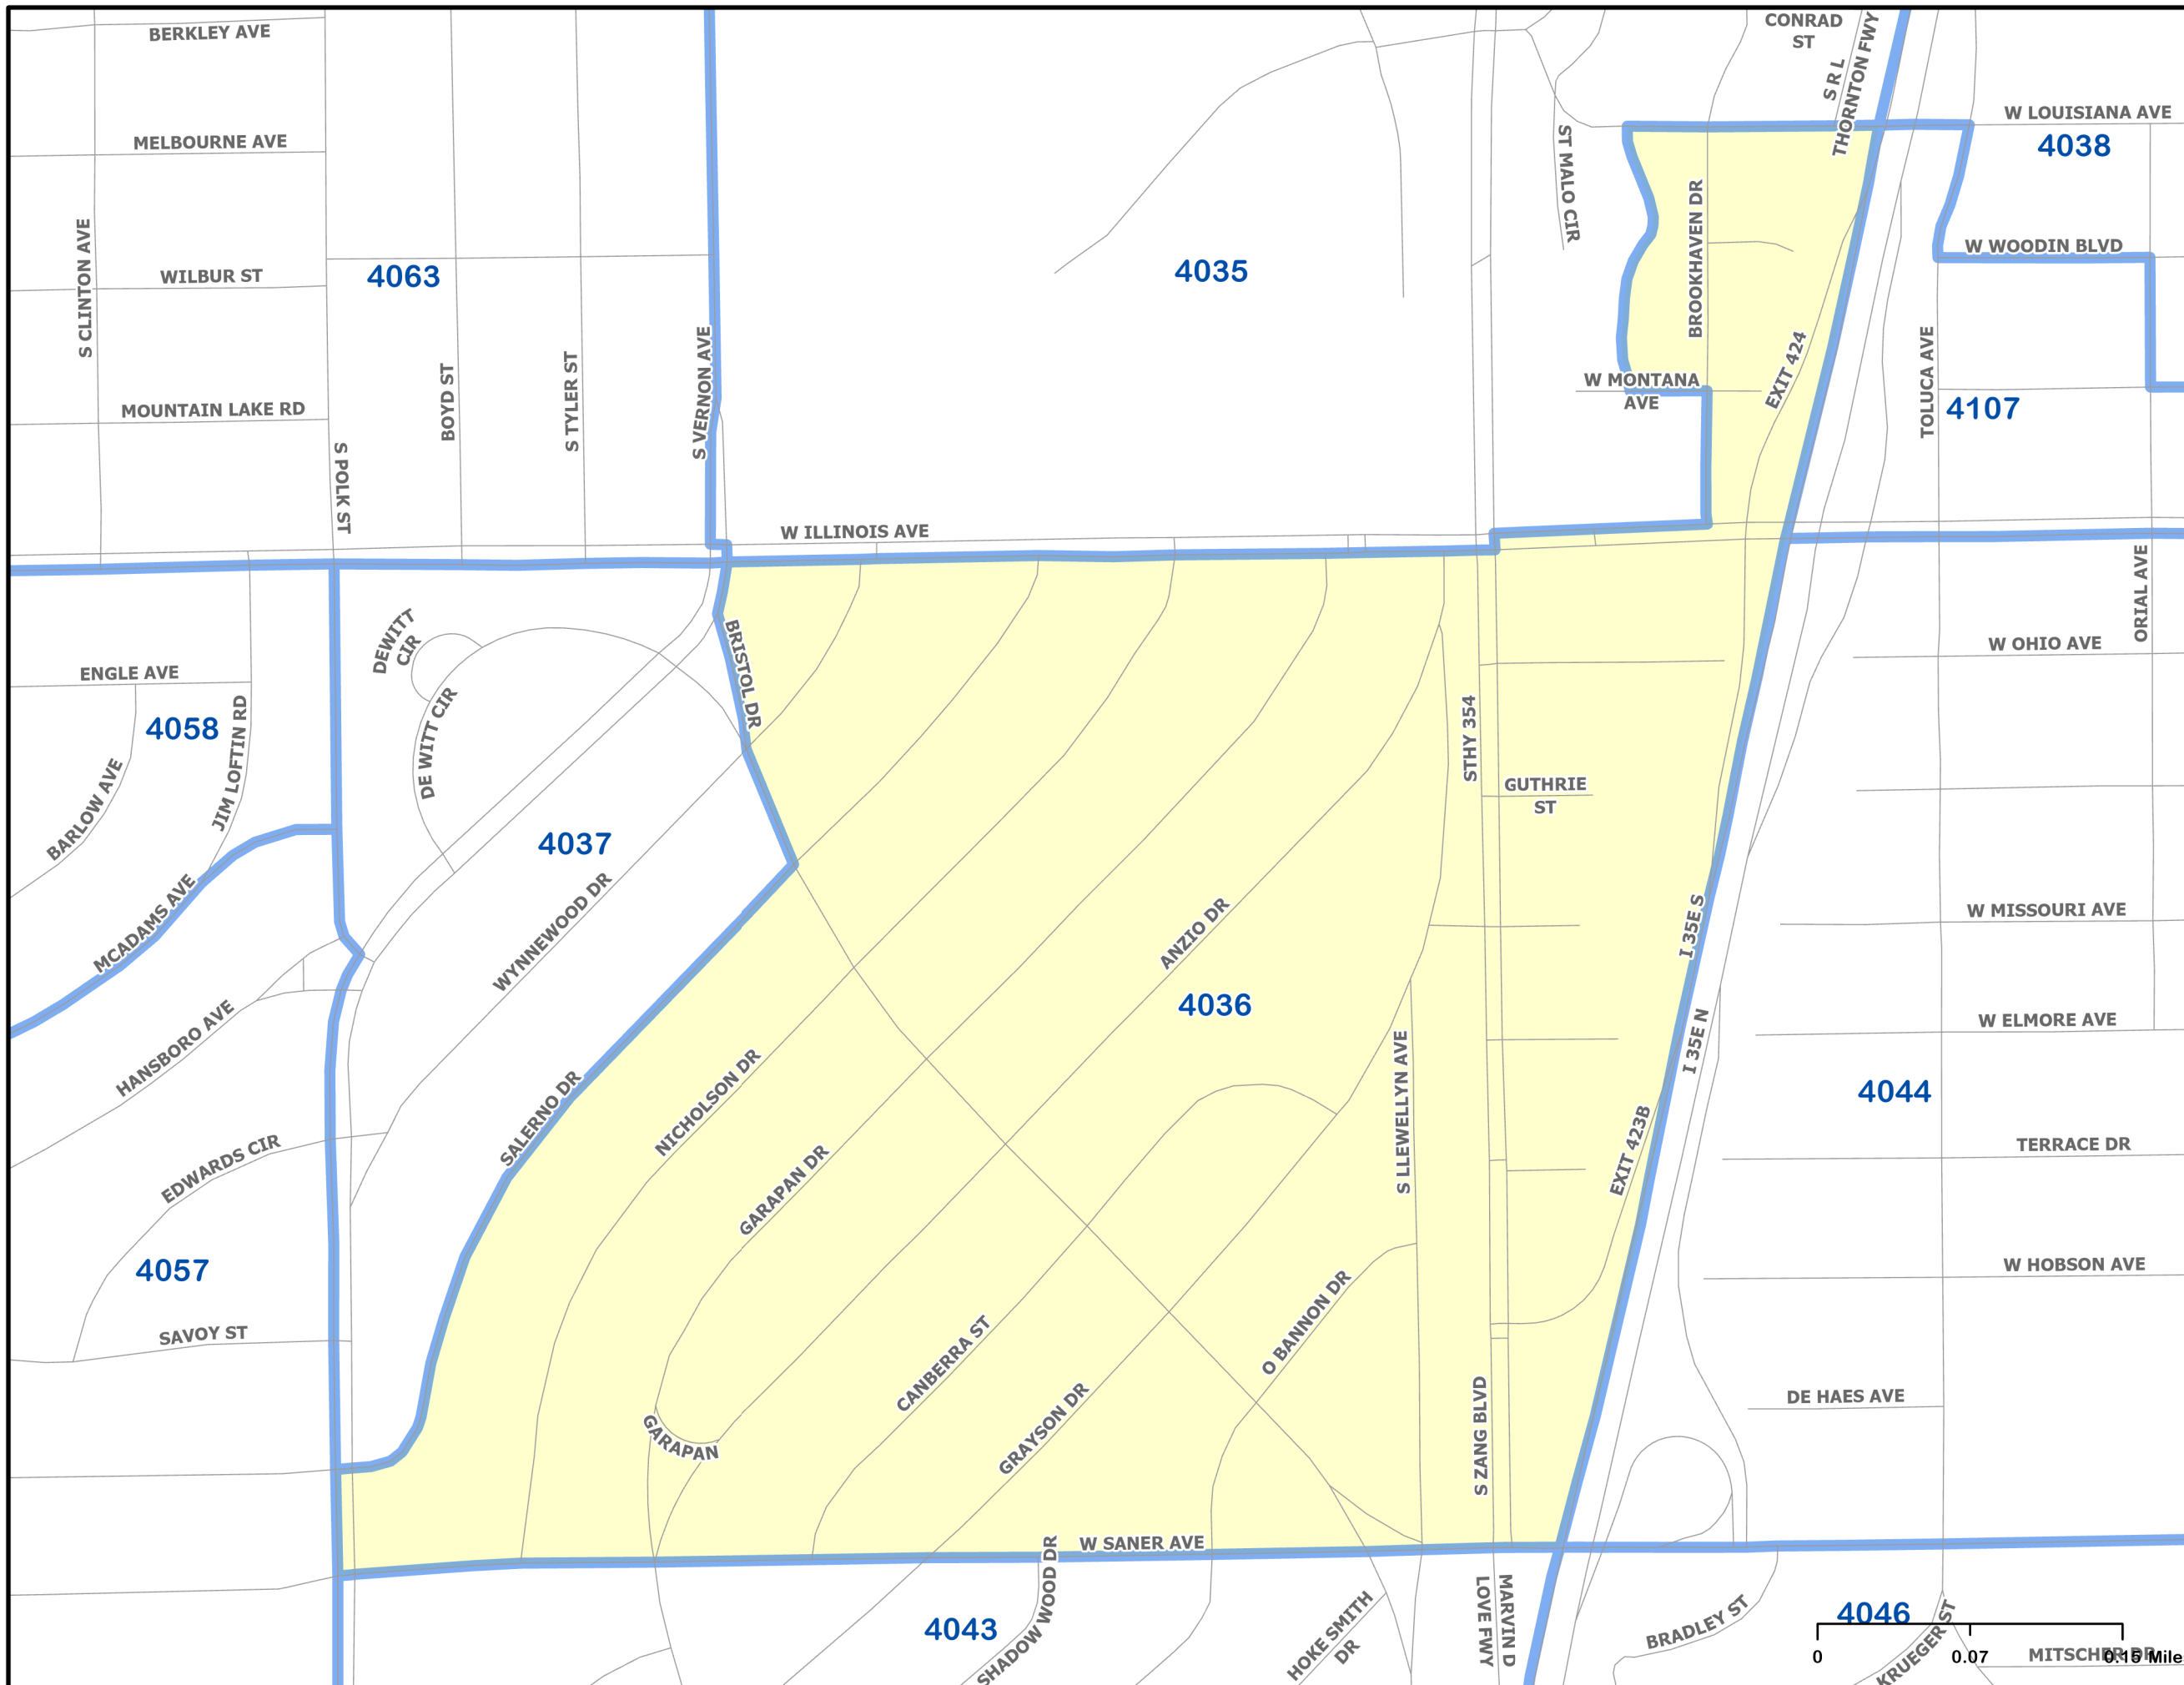 BERKLEY AVE
CONRAD
ST
S R L
THORNTON FWY
W LOUISIANA AVE
4038
MELBOURNE AVE
ST MALO CIR
S CLINTON AVE
WILBUR ST
4063
4035
BROOKHAVEN DR
W WOODIN BLVD
MOUNTAIN LAKE RD
BOYD ST
S TYLER ST
S VERNON AVE
W MONTANA
AVE
EXIT 424
TOLUCA AVE
4107
S POLK ST
W ILLINOIS AVE
ORIAL AVE
DEWITT
CIR
BRISTOL DR
W OHIO AVE
ENGLE AVE
4058
JIM LOFTIN RD
DE WITT CIR
STHY 354
GUTHRIE
ST
BARLOW AVE
4037
MCADAMS AVE
WYNNEWOOD DR
ANZIO DR
I 35E S
W MISSOURI AVE
4036
W ELMORE AVE
HANSBORO AVE
I 35E N
SALERNO DR
NICHOLSON DR
S LLEWELLYN AVE
4044
EXIT 423B
TERRACE DR
EDWARDS CIR
GARAPAN DR
4057
W HOBSON AVE
O BANNON DR
SAVOY ST
CANBERRA ST
GRAYSON DR
S ZANG BLVD
DE HAES AVE
GARAPAN
W SANER AVE
SHADOW WOOD DR
4043
HOKE SMITH
DR
MARVIN D
LOVE FWY
BRADLEY ST
4046
KRUEGER ST
MITSCHER DR
0
0.07
0.15 Mile